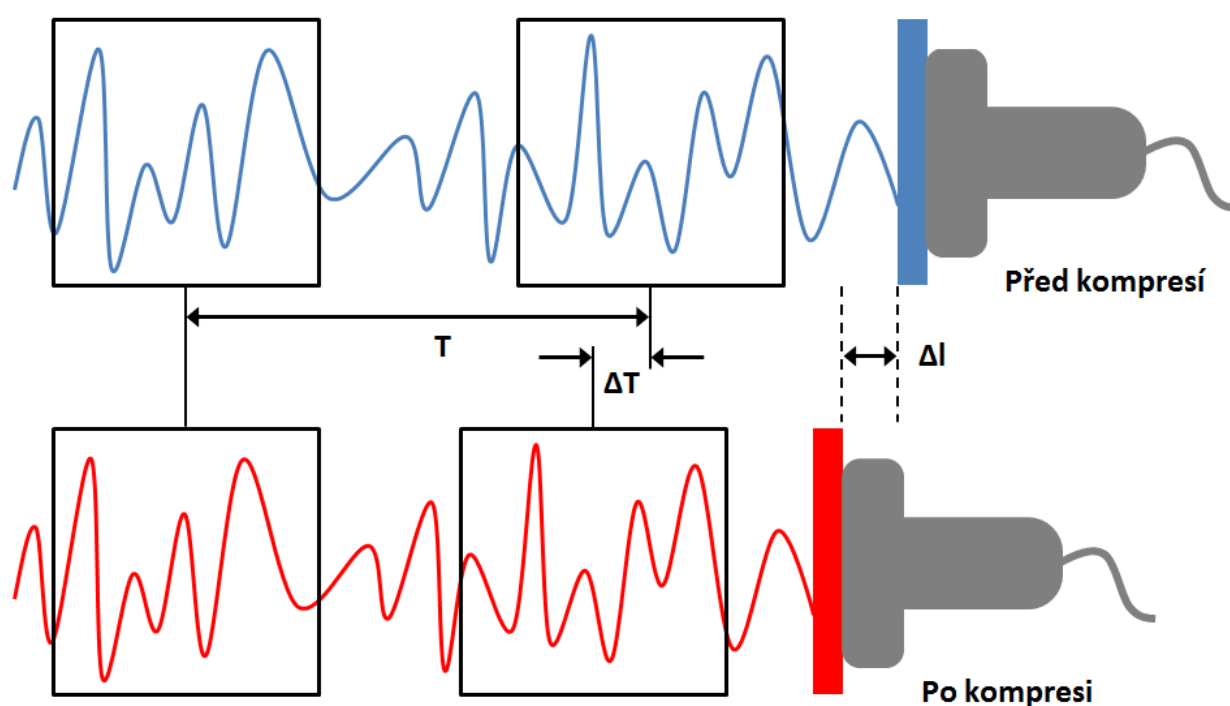 Před kompresí
T
ΔT
Δl
Po kompresi